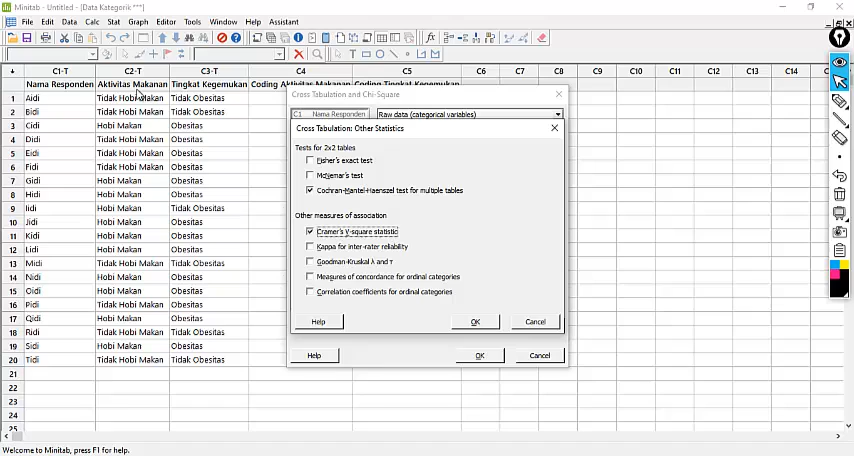 Minitab - Untitled - [Data Kategorik ***]
File Edit Data Calc Stat Graph Editor Tools Window Help Assistant
C1-T C2-T C3-T C4 C5 C6 C7 C8 C9 C10 C11 C12 C13 C14
Nama Responden Aktivitas Makanan Tingkat Kegemukan Coding Aktivitas Makanan Coding Tingkat Kegemukan
1 Aidi Tidak Hobi Makan Tidak Obesitas
2 Bidi Tidak Hobi Makan Tidak Obesitas
3 Cidi Hobi Makan Obesitas
4 Didi Tidak Hobi Makan Obesitas
5 Eidi Tidak Hobi Makan Tidak Obesitas
6 Fidi Tidak Hobi Makan Obesitas
7 Gidi Hobi Makan Obesitas
8 Hidi Hobi Makan Obesitas
9 Iidi Hobi Makan Tidak Obesitas
10 Jidi Hobi Makan Obesitas
11 Kidi Hobi Makan Obesitas
12 Lidi Hobi Makan Obesitas
13 Midi Tidak Hobi Makan Tidak Obesitas
14 Nidi Hobi Makan Obesitas
15 Oidi Hobi Makan Obesitas
16 Pidi Tidak Hobi Makan Obesitas
17 Qidi Hobi Makan Obesitas
18 Ridi Tidak Hobi Makan Tidak Obesitas
19 Sidi Hobi Makan Obesitas
20 Tidi Tidak Hobi Makan Tidak Obesitas
21
22
23
24
25
Cross Tabulation and Chi-Square
C1 Nama Responden Raw data (categorical variables)
Cross Tabulation: Other Statistics
Tests for 2x2 tables
Fisher's exact test
McNemar's test
Cochran-Mantel-Haenszel test for multiple tables
Other measures of association
Cramer's V-square statistic
Kappa for inter-rater reliability
Goodman-Kruskal λ and τ
Measures of concordance for ordinal categories
Correlation coefficients for ordinal categories
Help OK Cancel
Help OK Cancel
Welcome to Minitab, press F1 for help.